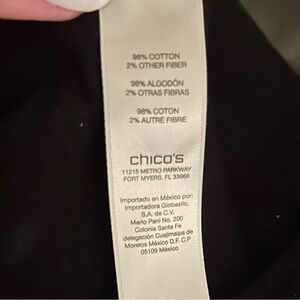 98% COTTON
2% OTHER FIBER
98% ALGODÓN
2% OTRAS FIBRAS
98% COTON
2% AUTRE FIBRE
chico's
11215 METRO PARKWAY
FORT MYERS, FL 33966
Importado en México por:
Importadora Globastic,
S.A. de C.V.
Mario Pani No. 200
Colonia Santa Fe
delegación Cuajimalpa de
Morelos México D.F. C.P
05109 México